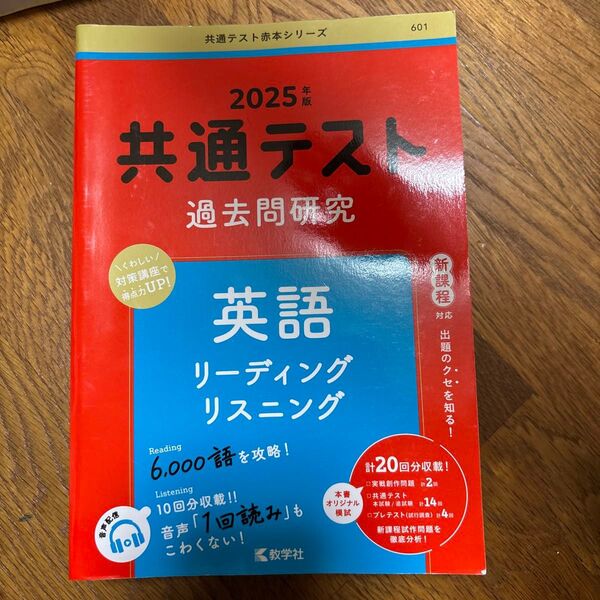 共通テスト赤本シリーズ
601
2025年版
共通テスト
過去問研究
くわしい
対策講座で
得点力UP!
新課程
対応
出題のクセを知る!
英語
リーディング
リスニング
Reading
6,000語を攻略!
Listening
10回分収載!!
音声「1回読み」も
こわくない!
音声配信
計20回分収載!
本書
オリジナル
模試
実戦創作問題 計2回
共通テスト
本試験/追試験 計14回
プレテスト(試行調査) 計4回
新課程試作問題を
徹底分析!
教学社